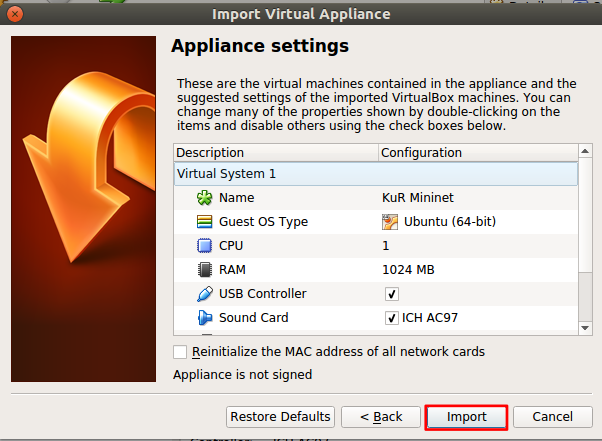 Import Virtual Appliance
Appliance settings
These are the virtual machines contained in the appliance and the
suggested settings of the imported VirtualBox machines. You can
change many of the properties shown by double-clicking on the
items and disable others using the check boxes below.
Description Configuration
Virtual System 1
Name KuR Mininet
Guest OS Type Ubuntu (64-bit)
CPU 1
RAM 1024 MB
USB Controller
Sound Card ICH AC97
Reinitialize the MAC address of all network cards
Appliance is not signed
Restore Defaults < Back Import Cancel